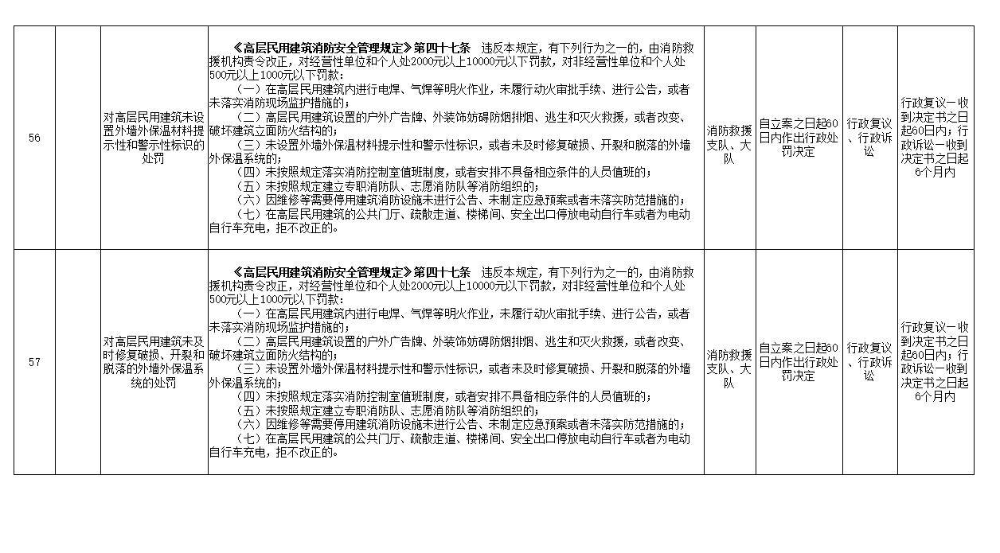 56
对高层民用建筑未设
置外墙外保温材料提
示性和警示性标识的
处罚
《高层民用建筑消防安全管理规定》第四十七条　违反本规定，有下列行为之一的，由消防救
援机构责令改正，对经营性单位和个人处2000元以上10000元以下罚款，对非经营性单位和个人处
500元以上1000元以下罚款：
（一）在高层民用建筑内进行电焊、气焊等明火作业，未履行动火审批手续、进行公告，或者
未落实消防现场监护措施的；
（二）高层民用建筑设置的户外广告牌、外装饰妨碍防烟排烟、逃生和灭火救援，或者改变、
破坏建筑立面防火结构的；
（三）未设置外墙外保温材料提示性和警示性标识，或者未及时修复破损、开裂和脱落的外墙
外保温系统的；
（四）未按照规定落实消防控制室值班制度，或者安排不具备相应条件的人员值班的；
（五）未按照规定建立专职消防队、志愿消防队等消防组织的；
（六）因维修等需要停用建筑消防设施未进行公告、未制定应急预案或者未落实防范措施的；
（七）在高层民用建筑的公共门厅、疏散走道、楼梯间、安全出口停放电动自行车或者为电动
自行车充电，拒不改正的。
消防救援
支队、大
队
自立案之日起60
日内作出行政处
罚决定
行政复议
、行政诉
讼
行政复议一收
到决定书之日
起60日内；行
政诉讼一收到
决定书之日起
6个月内
57
对高层民用建筑未及
时修复破损、开裂和
脱落的外墙外保温系
统的处罚
《高层民用建筑消防安全管理规定》第四十七条　违反本规定，有下列行为之一的，由消防救
援机构责令改正，对经营性单位和个人处2000元以上10000元以下罚款，对非经营性单位和个人处
500元以上1000元以下罚款：
（一）在高层民用建筑内进行电焊、气焊等明火作业，未履行动火审批手续、进行公告，或者
未落实消防现场监护措施的；
（二）高层民用建筑设置的户外广告牌、外装饰妨碍防烟排烟、逃生和灭火救援，或者改变、
破坏建筑立面防火结构的；
（三）未设置外墙外保温材料提示性和警示性标识，或者未及时修复破损、开裂和脱落的外墙
外保温系统的；
（四）未按照规定落实消防控制室值班制度，或者安排不具备相应条件的人员值班的；
（五）未按照规定建立专职消防队、志愿消防队等消防组织的；
（六）因维修等需要停用建筑消防设施未进行公告、未制定应急预案或者未落实防范措施的；
（七）在高层民用建筑的公共门厅、疏散走道、楼梯间、安全出口停放电动自行车或者为电动
自行车充电，拒不改正的。
消防救援
支队、大
队
自立案之日起60
日内作出行政处
罚决定
行政复议
、行政诉
讼
行政复议一收
到决定书之日
起60日内；行
政诉讼一收到
决定书之日起
6个月内